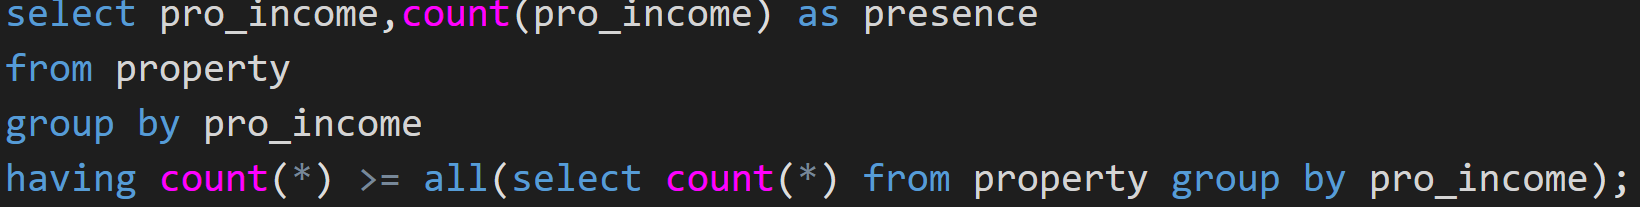 select pro_income,count(pro_income) as presence
from property
group by pro_income
having count(*) >= all(select count(*) from property group by pro_income);